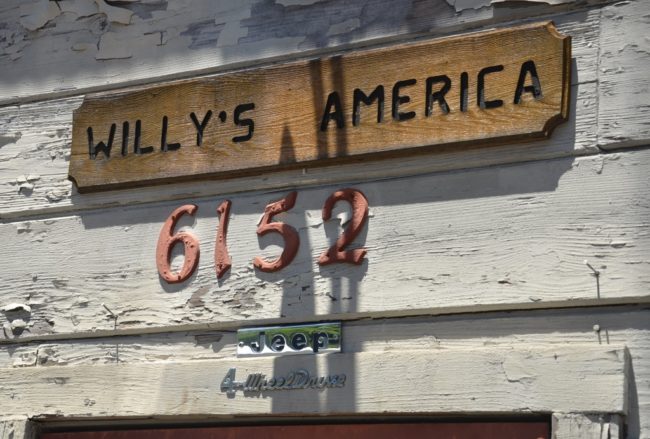 WILLY'S AMERICA
6152
Jeep
4-Wheel Drive